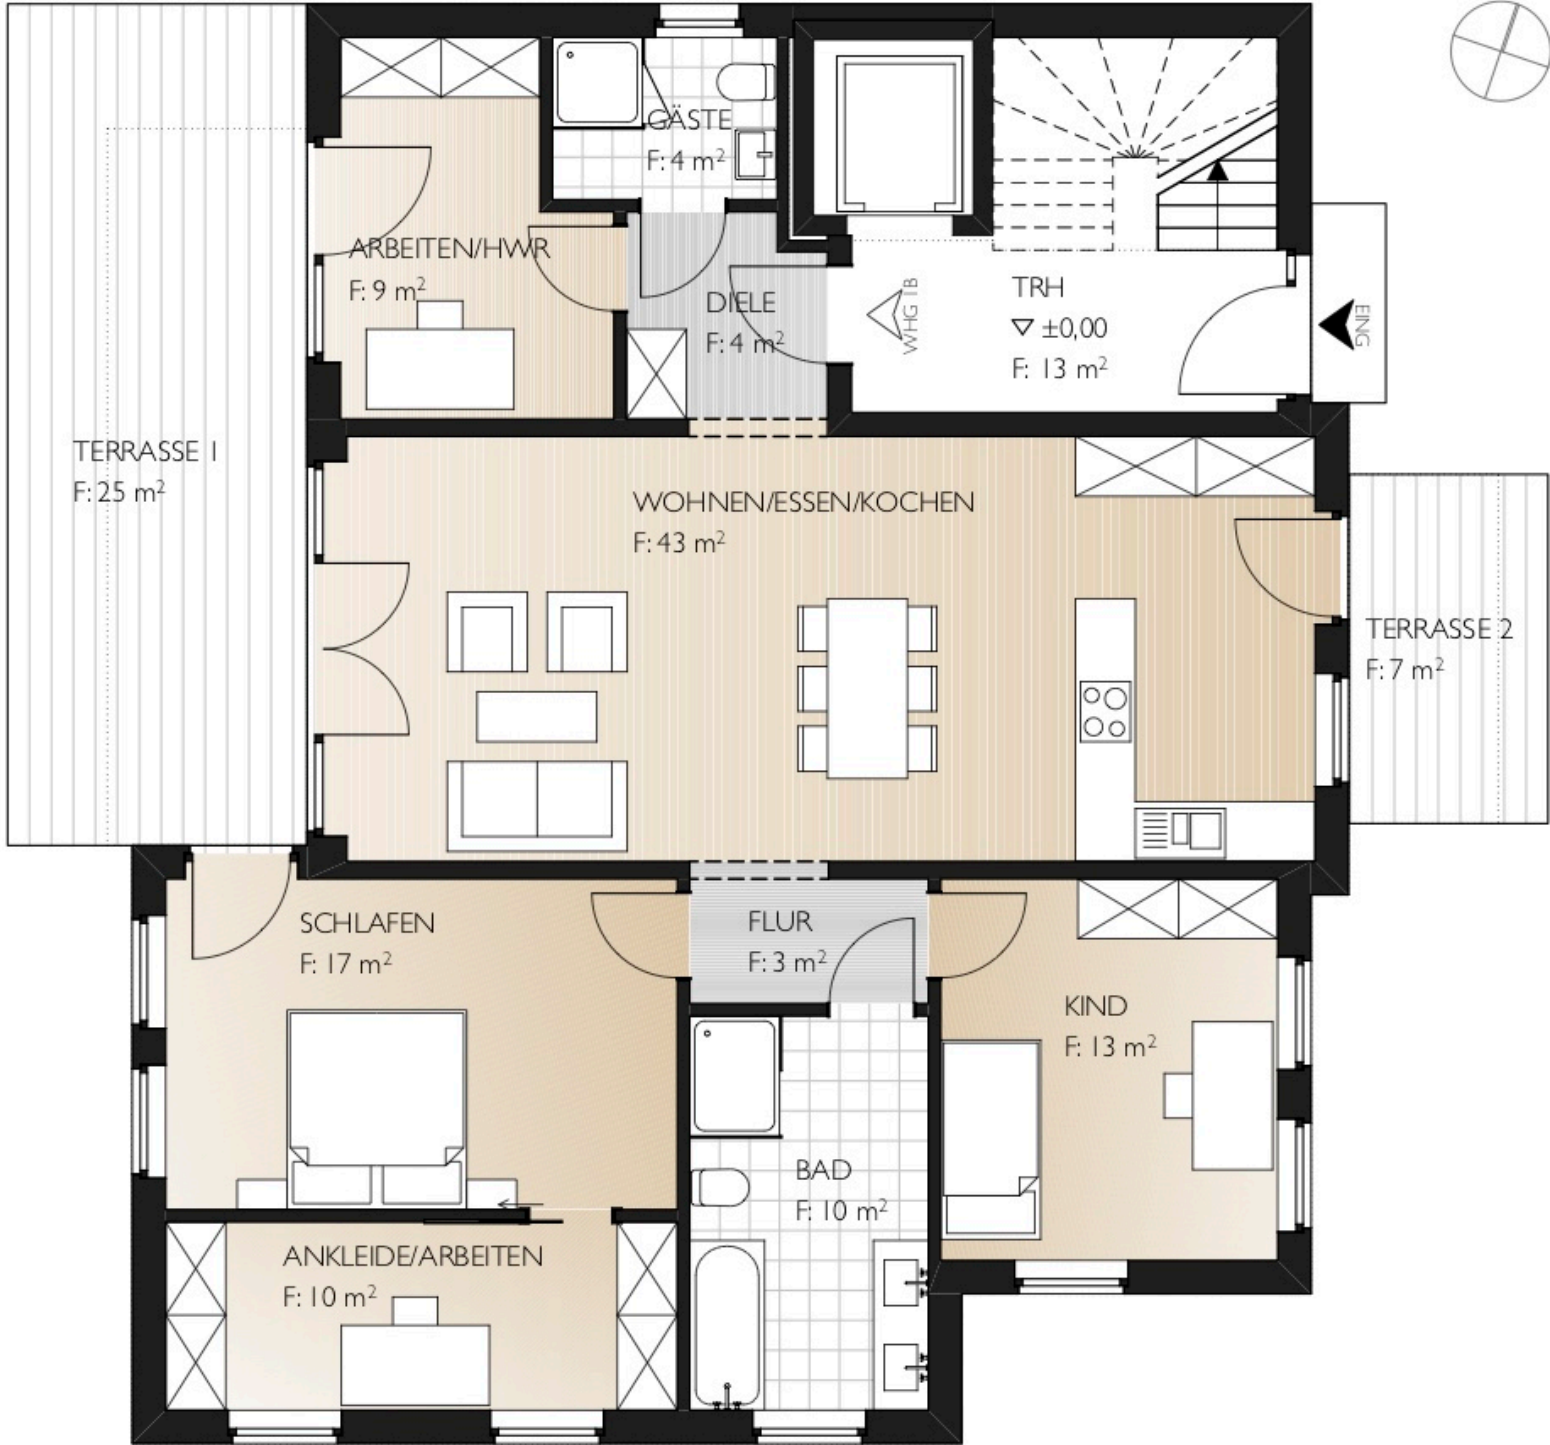 GÄSTE
F: 4 m²
ARBEITEN/HWR
F: 9 m²
DIELE
F: 4 m²
WHG 1B
TRH
±0,00
F: 13 m²
EING
TERRASSE 1
F: 25 m²
WOHNEN/ESSEN/KOCHEN
F: 43 m²
TERRASSE 2
F: 7 m²
SCHLAFEN
F: 17 m²
FLUR
F: 3 m²
KIND
F: 13 m²
BAD
F: 10 m²
ANKLEIDE/ARBEITEN
F: 10 m²